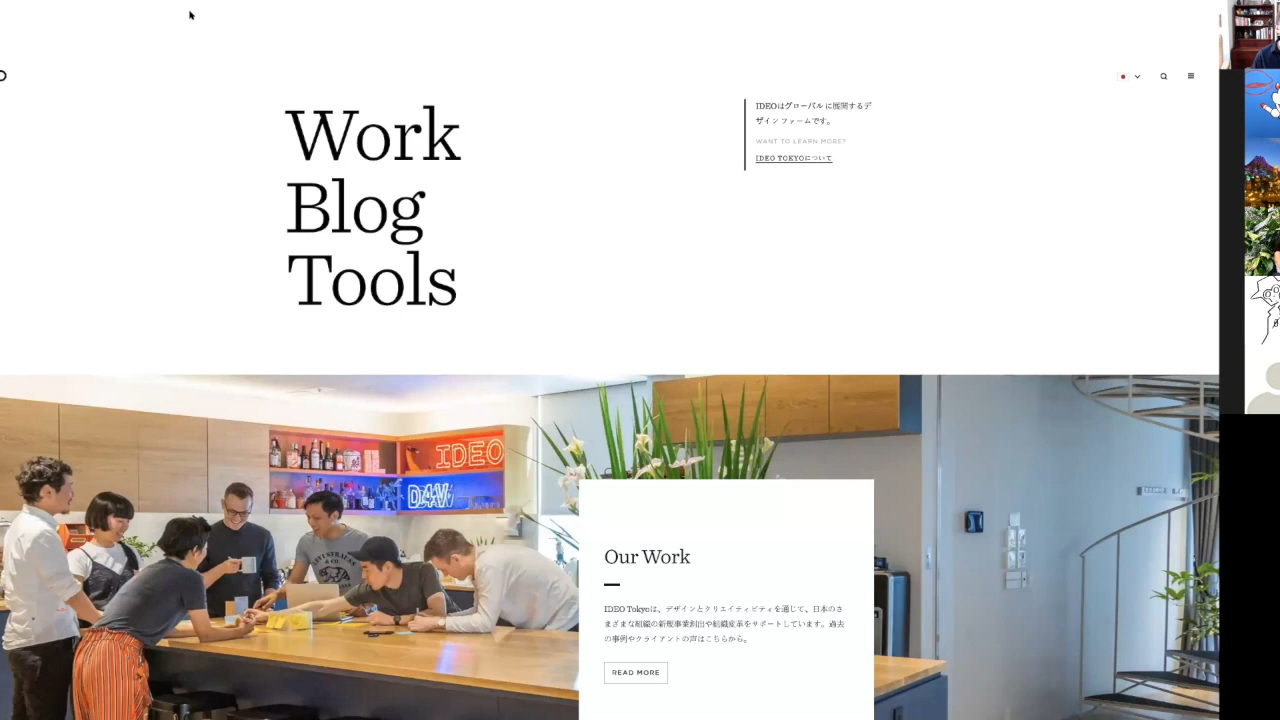 Work
Blog
Tools
IDEOはグローバルに展開するデ
ザイン ファームです。
WANT TO LEARN MORE?
IDEO TOKYOについて
IDEO
Our Work
IDEO Tokyoは、デザインとクリエイティビティを通じて、日本のさ
まざまな組織の新規事業創出や組織変革をサポートしています。過去
の事例やクライアントの声はこちらから。
READ MORE